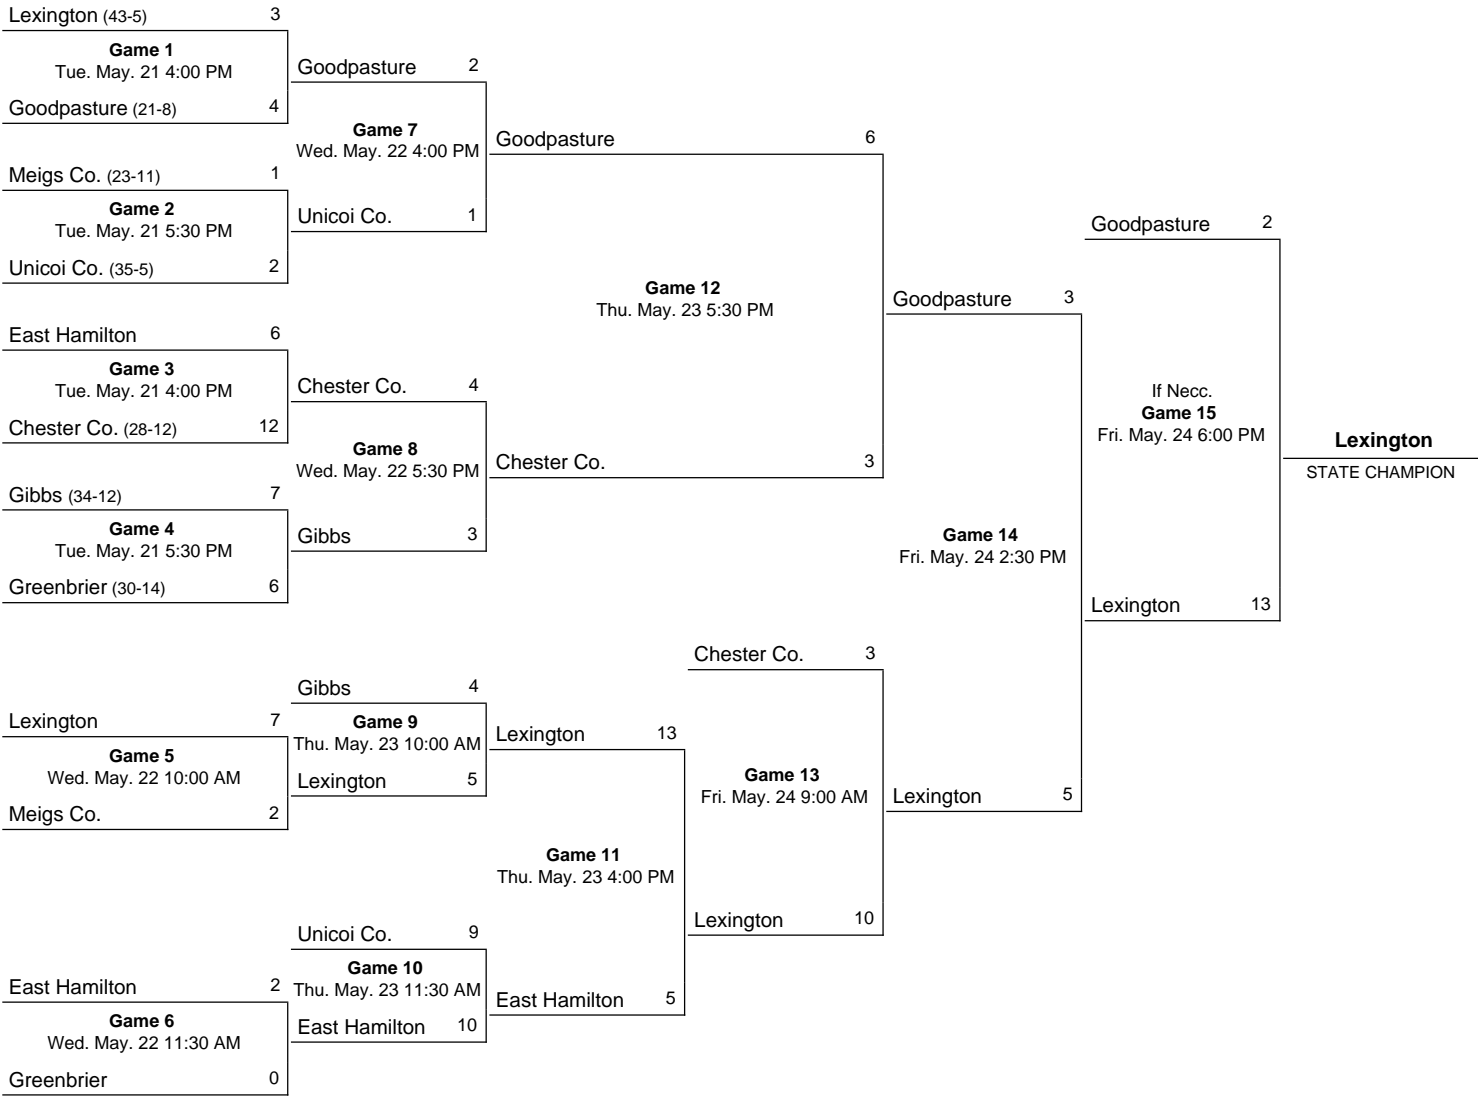 Lexington (43-5) 3
Game 1
Tue. May. 21 4:00 PM
Goodpasture (21-8) 4
Meigs Co. (23-11) 1
Game 2
Tue. May. 21 5:30 PM
Unicoi Co. (35-5) 2
East Hamilton 6
Game 3
Tue. May. 21 4:00 PM
Chester Co. (28-12) 12
Gibbs (34-12) 7
Game 4
Tue. May. 21 5:30 PM
Greenbrier (30-14) 6
Lexington 7
Game 5
Wed. May. 22 10:00 AM
Meigs Co. 2
East Hamilton 2
Game 6
Wed. May. 22 11:30 AM
Greenbrier 0
Goodpasture 2
Game 7
Wed. May. 22 4:00 PM
Unicoi Co. 1
Chester Co. 4
Game 8
Wed. May. 22 5:30 PM
Gibbs 3
Gibbs 4
Game 9
Thu. May. 23 10:00 AM
Lexington 5
Unicoi Co. 9
Game 10
Thu. May. 23 11:30 AM
East Hamilton 10
Goodpasture 6
Game 12
Thu. May. 23 5:30 PM
Chester Co. 3
Lexington 13
Game 11
Thu. May. 23 4:00 PM
East Hamilton 5
Chester Co. 3
Game 13
Fri. May. 24 9:00 AM
Lexington 10
Goodpasture 3
Game 14
Fri. May. 24 2:30 PM
Lexington 5
Goodpasture 2
If Necc.
Game 15
Fri. May. 24 6:00 PM
Lexington 13
Lexington
STATE CHAMPION